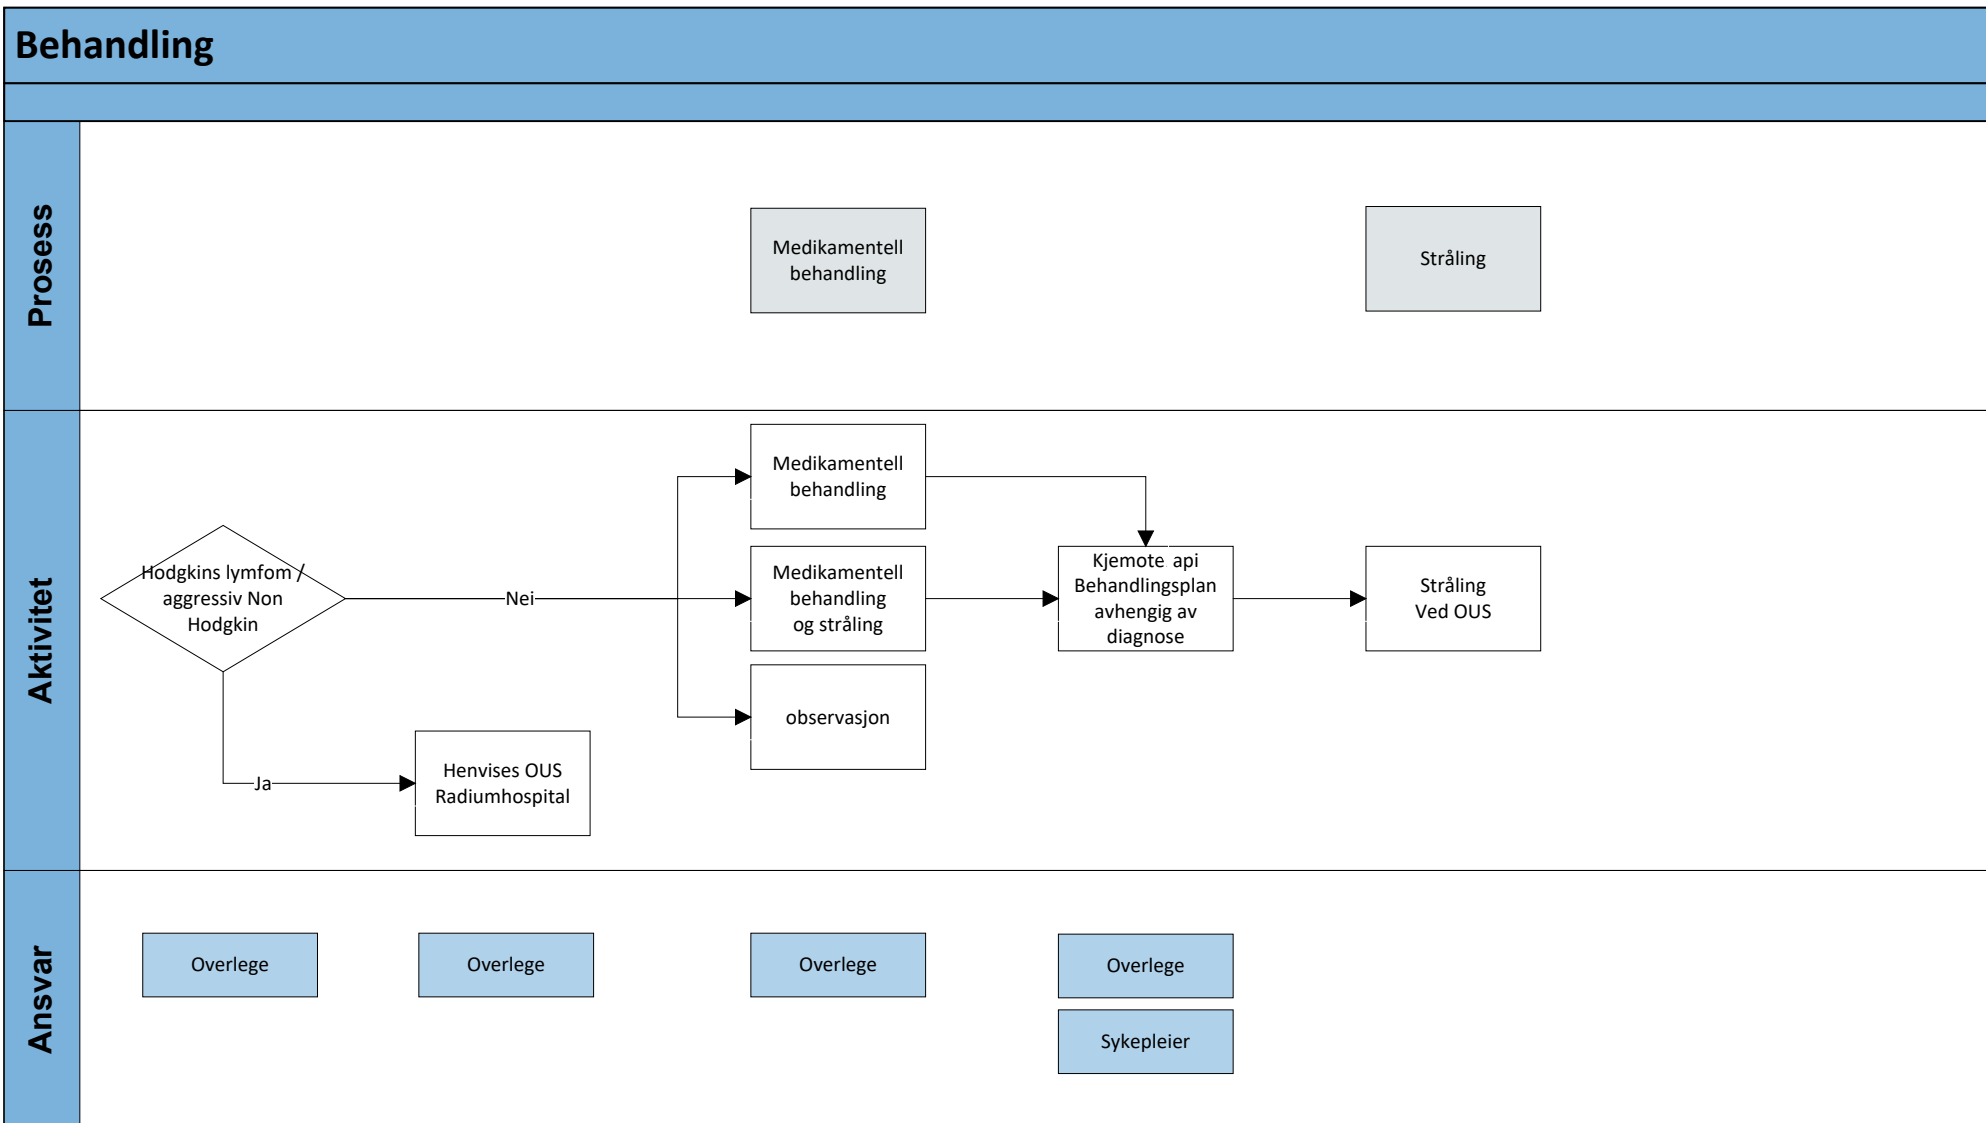 Behandling
Prosess
Medikamentell
behandling
Stråling
Aktivitet
Medikamentell
behandling
Hodgkins lymfom /
aggressiv Non
Hodgkin
Nei
Medikamentell
behandling
og stråling
Kjemote api
Behandlingsplan
avhengig av
diagnose
Stråling
Ved OUS
observasjon
Ja
Henvises OUS
Radiumhospital
Ansvar
Overlege
Overlege
Overlege
Overlege
Sykepleier